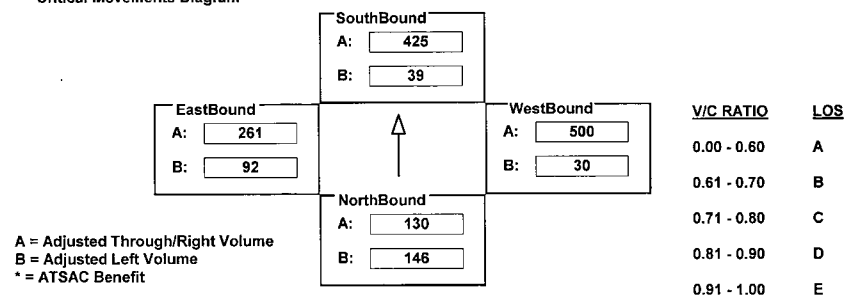 Critical Movements Diagram
SouthBound
A: 425
B: 39
EastBound
A: 261
B: 92
WestBound
A: 500
B: 30
NorthBound
A: 130
B: 146
A = Adjusted Through/Right Volume
B = Adjusted Left Volume
* = ATSAC Benefit
V/C RATIO LOS
0.00 - 0.60 A
0.61 - 0.70 B
0.71 - 0.80 C
0.81 - 0.90 D
0.91 - 1.00 E